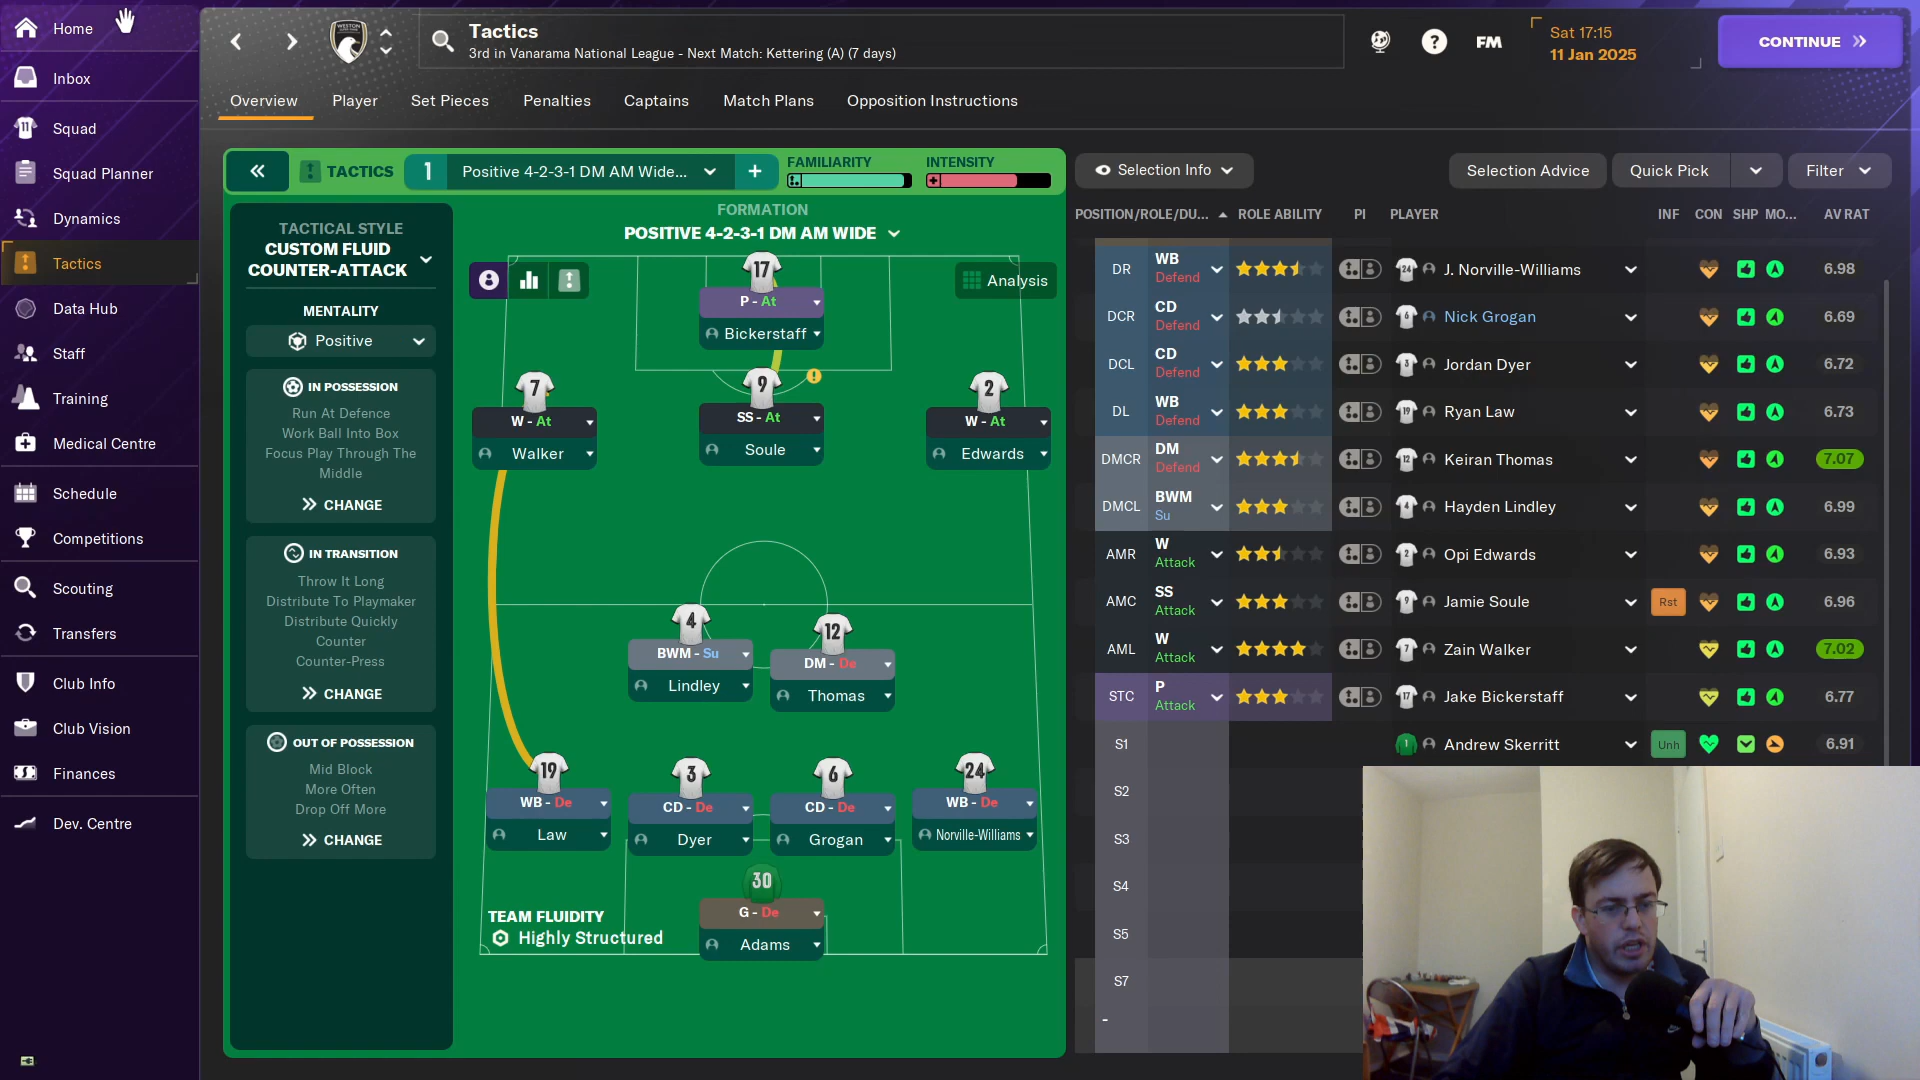 Home
Inbox
Squad
Squad Planner
Dynamics
Tactics
Data Hub
Staff
Training
Medical Centre
Schedule
Competitions
Scouting
Transfers
Club Info
Club Vision
Finances
Dev. Centre
Tactics
3rd in Vanarama National League - Next Match: Kettering (A) (7 days)
?
FM
Sat 17:15
11 Jan 2025
CONTINUE
Overview
Player
Set Pieces
Penalties
Captains
Match Plans
Opposition Instructions
TACTICS
1
Positive 4-2-3-1 DM AM Wide...
+
FAMILIARITY
INTENSITY
TACTICAL STYLE
CUSTOM FLUID
COUNTER-ATTACK
MENTALITY
Positive
IN POSSESSION
Run At Defence
Work Ball Into Box
Focus Play Through The
Middle
CHANGE
IN TRANSITION
Throw It Long
Distribute To Playmaker
Distribute Quickly
Counter
Counter-Press
CHANGE
OUT OF POSSESSION
Mid Block
More Often
Drop Off More
CHANGE
FORMATION
POSITIVE 4-2-3-1 DM AM WIDE
Analysis
17
P - At
Bickerstaff
7
W - At
Walker
9
SS - At
Soule
2
W - At
Edwards
4
BWM - Su
Lindley
12
DM - De
Thomas
19
WB - De
Law
3
CD - De
Dyer
6
CD - De
Grogan
24
WB - De
Norville-Williams
30
G - De
Adams
TEAM FLUIDITY
Highly Structured
Selection Info
Selection Advice
Quick Pick
Filter
POSITION/ROLE/DU...
ROLE ABILITY
PI
PLAYER
INF
CON
SHP
MO...
AV RAT
DR WB Defend 24 J. Norville-Williams 6.98
DCR CD Defend 6 Nick Grogan 6.69
DCL CD Defend 3 Jordan Dyer 6.72
DL WB Defend 19 Ryan Law 6.73
DMCR DM Defend 12 Keiran Thomas 7.07
DMCL BWM Su 4 Hayden Lindley 6.99
AMR W Attack 2 Opi Edwards 6.93
AMC SS Attack 9 Jamie Soule Rst 6.96
AML W Attack 7 Zain Walker 7.02
STC P Attack 17 Jake Bickerstaff 6.77
S1 1 Andrew Skerritt Unh 6.91
S2
S3
S4
S5
S7
-